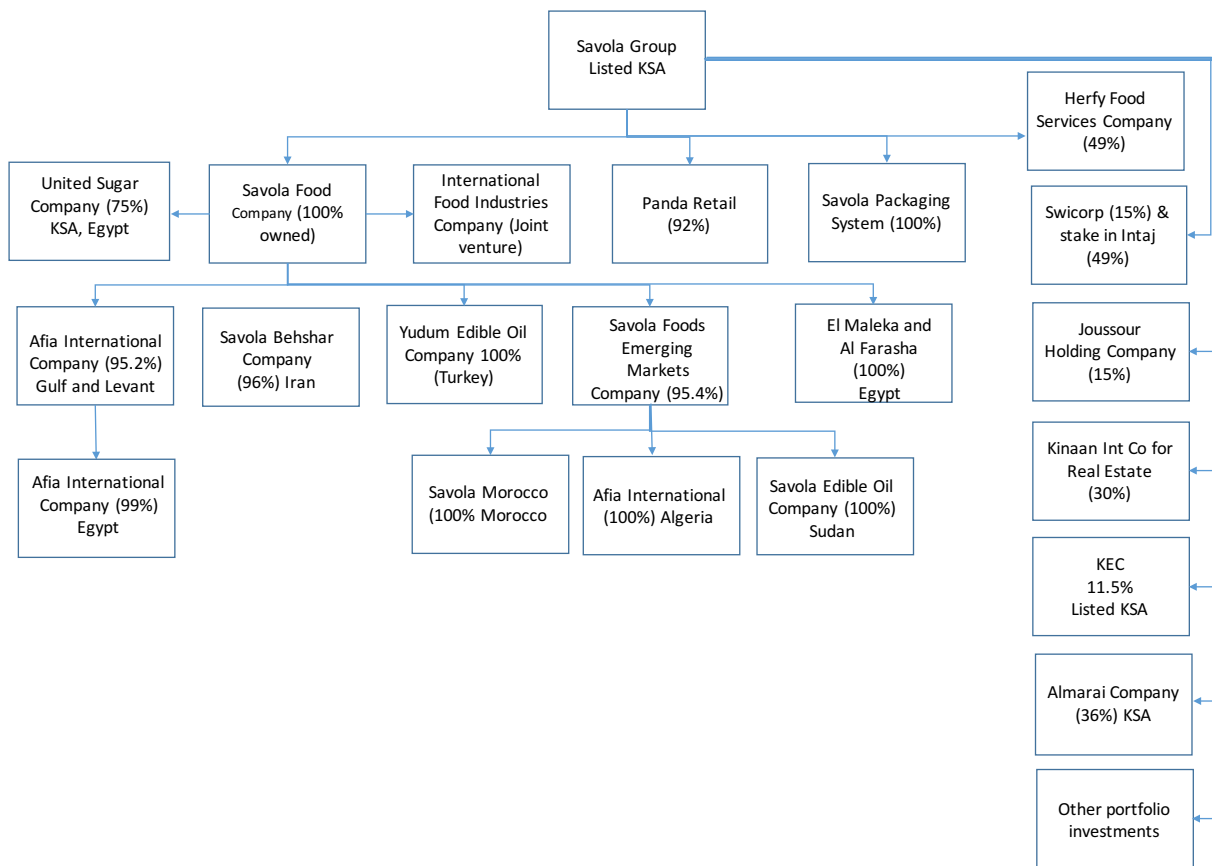 Savola Group
Listed KSA
Herfy Food
Services Company
(49%)
United Sugar
Company (75%)
KSA, Egypt
Savola Food
Company (100%
owned)
International
Food Industries
Company (Joint
venture)
Panda Retail
(92%)
Savola Packaging
System (100%)
Swicorp (15%) &
stake in Intaj
(49%)
Afia International
Company (95.2%)
Gulf and Levant
Savola Behshar
Company
(96%) Iran
Yudum Edible Oil
Company 100%
(Turkey)
Savola Foods
Emerging
Markets
Company (95.4%)
El Maleka and
Al Farasha
(100%)
Egypt
Joussour
Holding Company
(15%)
Afia International
Company (99%)
Egypt
Savola Morocco
(100% Morocco
Afia International
(100%) Algeria
Savola Edible Oil
Company (100%)
Sudan
Kinaan Int Co for
Real Estate
(30%)
KEC
11.5%
Listed KSA
Almarai Company
(36%) KSA
Other portfolio
investments